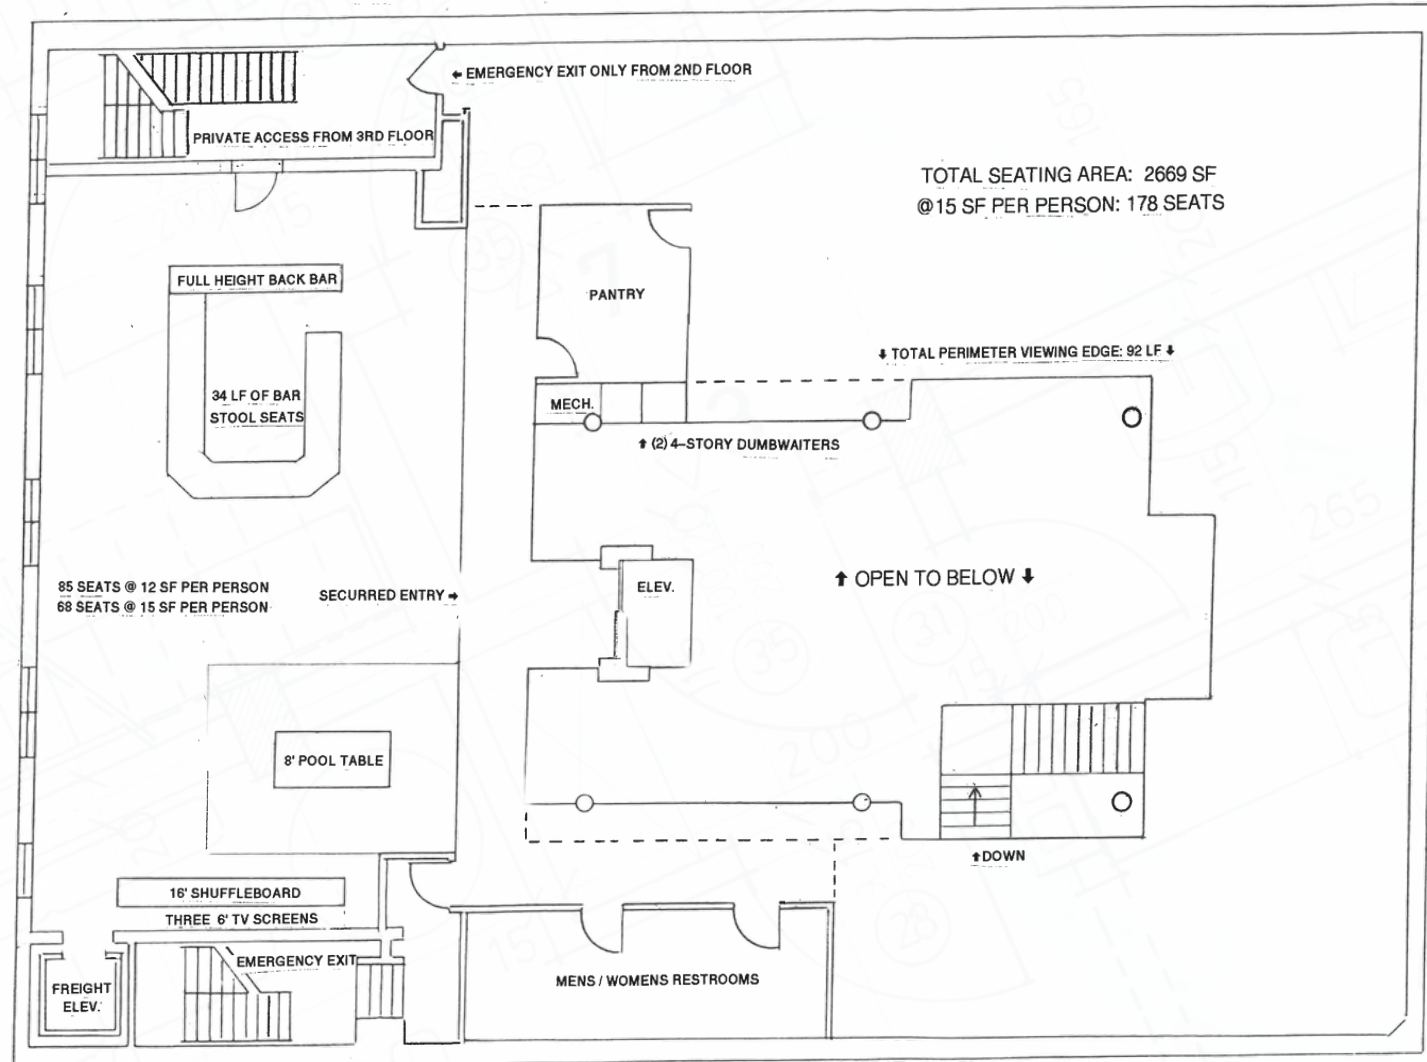 ← EMERGENCY EXIT ONLY FROM 2ND FLOOR
PRIVATE ACCESS FROM 3RD FLOOR
TOTAL SEATING AREA: 2669 SF
@15 SF PER PERSON: 178 SEATS
FULL HEIGHT BACK BAR
PANTRY
↓ TOTAL PERIMETER VIEWING EDGE: 92 LF ↓
34 LF OF BAR
STOOL SEATS
MECH.
↑ (2) 4-STORY DUMBWAITERS
85 SEATS @ 12 SF PER PERSON
68 SEATS @ 15 SF PER PERSON
SECURRED ENTRY →
ELEV.
↑ OPEN TO BELOW ↓
8' POOL TABLE
↑DOWN
16' SHUFFLEBOARD
THREE 6' TV SCREENS
EMERGENCY EXIT
FREIGHT
ELEV.
MENS / WOMENS RESTROOMS